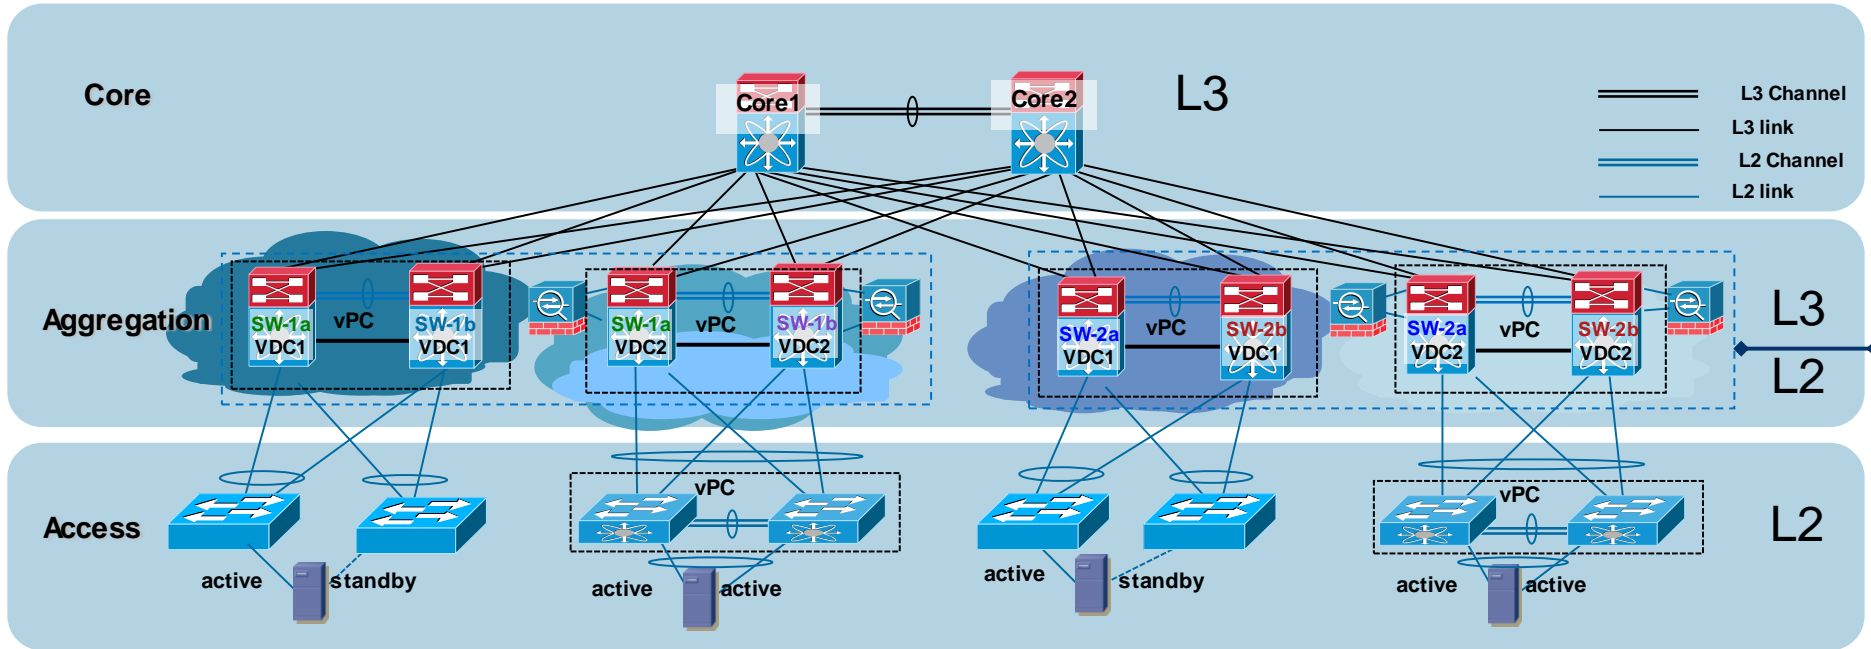 Core
Core1
Core2
L3
L3 Channel
L3 link
L2 Channel
L2 link
Aggregation
SW-1a
VDC1
vPC
SW-1b
VDC1
SW-1a
VDC2
vPC
SW-1b
VDC2
SW-2a
VDC1
vPC
SW-2b
VDC1
SW-2a
VDC2
vPC
SW-2b
VDC2
L3
L2
Access
vPC
vPC
L2
active
standby
active
active
active
standby
active
active